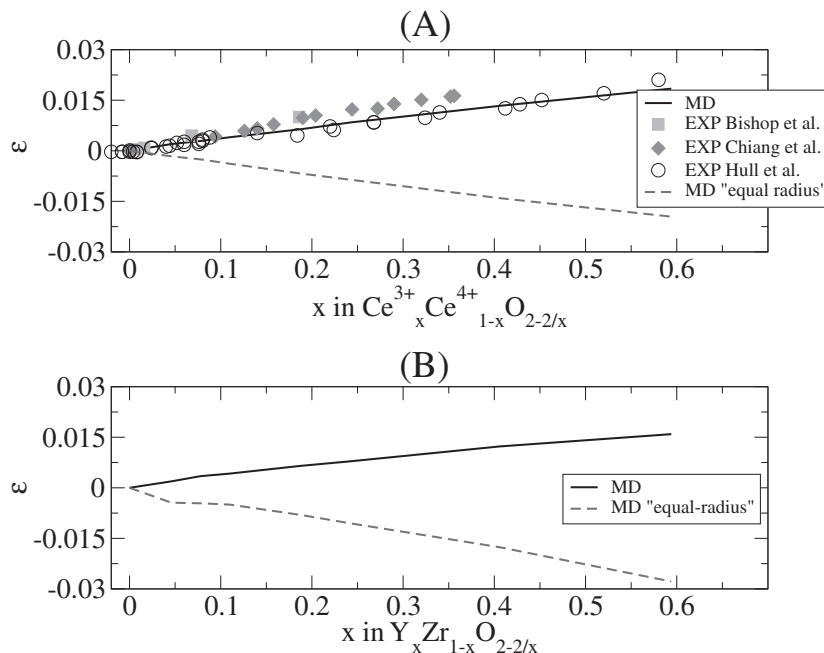 (A)
0.03
0.015
0
-0.015
-0.03
ε
MD
EXP Bishop et al.
EXP Chiang et al.
EXP Hull et al.
MD "equal radius"
0 0.1 0.2 0.3 0.4 0.5 0.6
x in Ce³⁺ₓCe⁴⁺₁₋ₓO₂₋₂/ₓ
(B)
0.03
0.015
0
-0.015
-0.03
ε
MD
MD "equal-radius"
0 0.1 0.2 0.3 0.4 0.5 0.6
x in YₓZr₁₋ₓO₂₋₂/ₓ